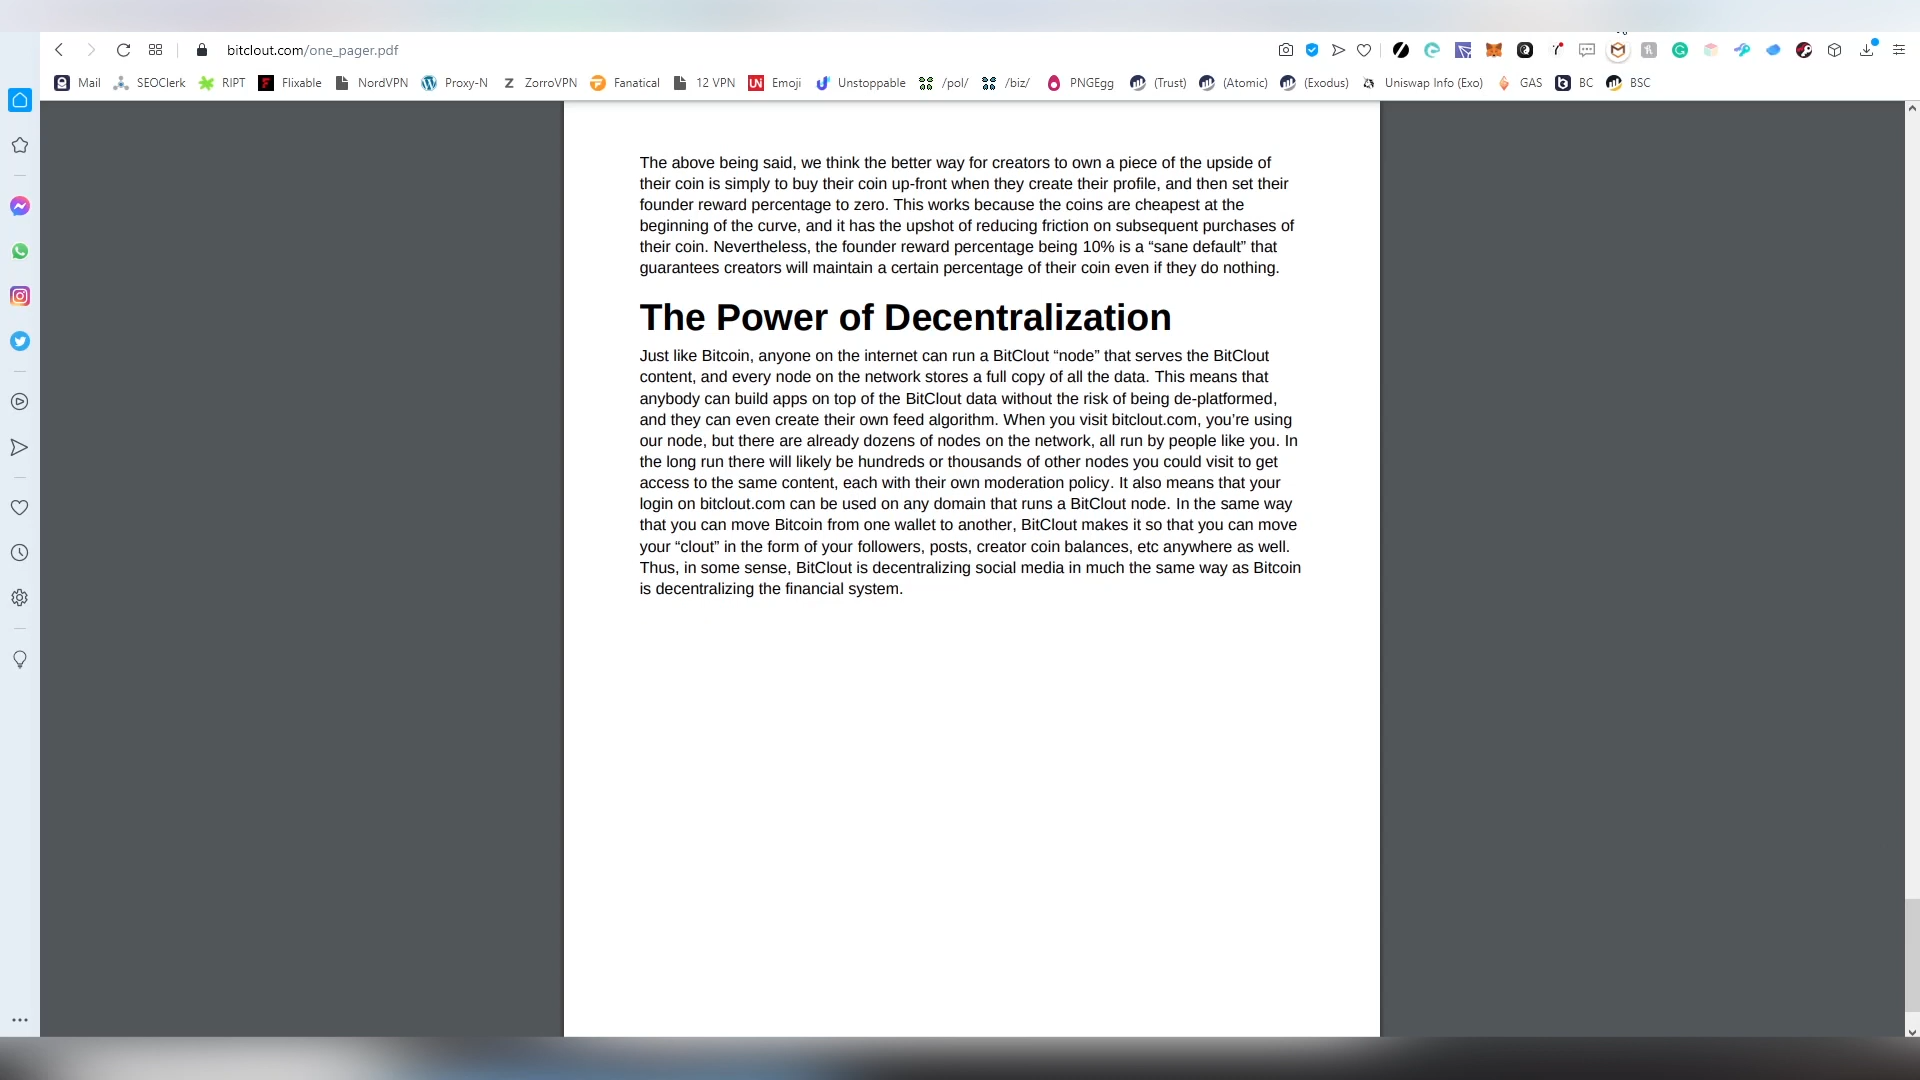 bitclout.com/one_pager.pdf
Mail SEOClerk RIPT Flixable NordVPN Proxy-N ZorroVPN Fanatical 12 VPN Emoji Unstoppable /pol/ /biz/ PNGEgg (Trust) (Atomic) (Exodus) Uniswap Info (Exo) GAS BC BSC
The above being said, we think the better way for creators to own a piece of the upside of
their coin is simply to buy their coin up-front when they create their profile, and then set their
founder reward percentage to zero. This works because the coins are cheapest at the
beginning of the curve, and it has the upshot of reducing friction on subsequent purchases of
their coin. Nevertheless, the founder reward percentage being 10% is a “sane default” that
guarantees creators will maintain a certain percentage of their coin even if they do nothing.
The Power of Decentralization
Just like Bitcoin, anyone on the internet can run a BitClout “node” that serves the BitClout
content, and every node on the network stores a full copy of all the data. This means that
anybody can build apps on top of the BitClout data without the risk of being de-platformed,
and they can even create their own feed algorithm. When you visit bitclout.com, you’re using
our node, but there are already dozens of nodes on the network, all run by people like you. In
the long run there will likely be hundreds or thousands of other nodes you could visit to get
access to the same content, each with their own moderation policy. It also means that your
login on bitclout.com can be used on any domain that runs a BitClout node. In the same way
that you can move Bitcoin from one wallet to another, BitClout makes it so that you can move
your “clout” in the form of your followers, posts, creator coin balances, etc anywhere as well.
Thus, in some sense, BitClout is decentralizing social media in much the same way as Bitcoin
is decentralizing the financial system.